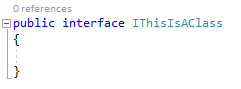 0 references
public interface IThisIsAClass
{
}